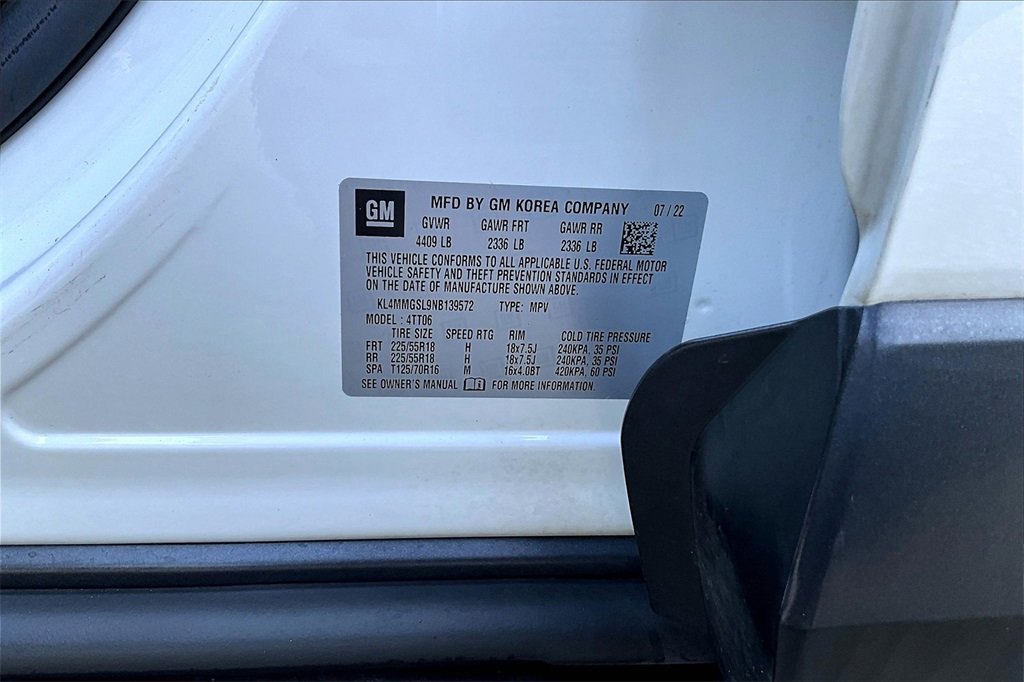 GM MFD BY GM KOREA COMPANY 07 / 22
GVWR GAWR FRT GAWR RR
4409 LB 2336 LB 2336 LB
THIS VEHICLE CONFORMS TO ALL APPLICABLE U.S. FEDERAL MOTOR
VEHICLE SAFETY AND THEFT PREVENTION STANDARDS IN EFFECT
ON THE DATE OF MANUFACTURE SHOWN ABOVE.
KL4MMGSL9NB139572 TYPE: MPV
MODEL : 4TT06
TIRE SIZE SPEED RTG RIM COLD TIRE PRESSURE
FRT 225/55R18 H 18x7.5J 240KPA, 35 PSI
RR 225/55R18 H 18x7.5J 240KPA, 35 PSI
SPA T125/70R16 M 16x4.0BT 420KPA, 60 PSI
SEE OWNER'S MANUAL FOR MORE INFORMATION.